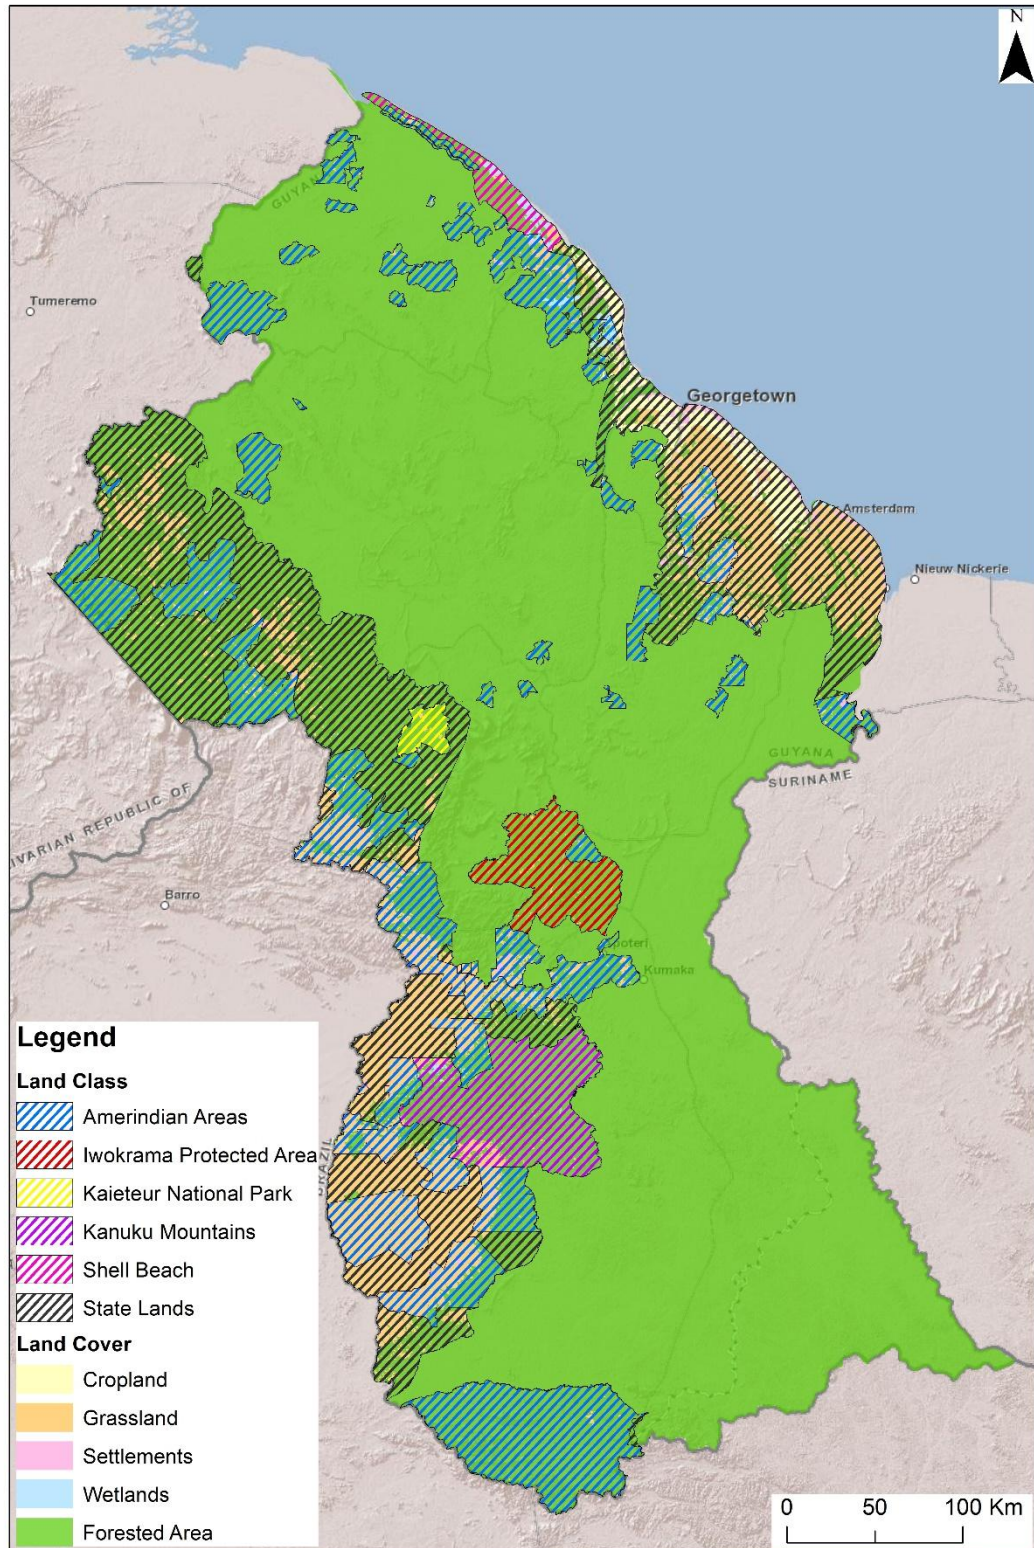 N
GUYAN
Tumeremo
Georgetown
Amsterdam
Nieuw Nickerie
GUYANA
SURINAME
IVARIAN REPUBLIC OF
Barro
Kumaka
BRAZIL
Legend
Land Class
Amerindian Areas
Iwokrama Protected Area
Kaieteur National Park
Kanuku Mountains
Shell Beach
State Lands
Land Cover
Cropland
Grassland
Settlements
Wetlands
Forested Area
0 50 100 Km